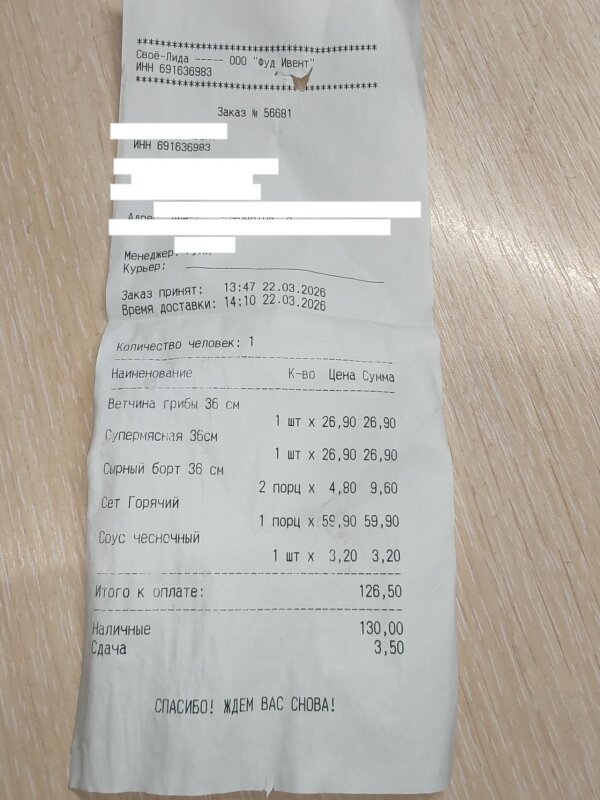 ****************************************
Своё-Лида ----- ООО "Фуд Ивент"
ИНН 691636983
****************************************
Заказ № 56681
ИНН 691636983
Менеджер:
Курьер: ____________________
Заказ принят: 13:47 22.03.2026
Время доставки: 14:10 22.03.2026
Количество человек: 1
Наименование К-во Цена Сумма
Ветчина грибы 36 см
1 шт x 26,90 26,90
Супермясная 36см
1 шт x 26,90 26,90
Сырный борт 36 см
2 порц x 4,80 9,60
Сет Горячий
1 порц x 59,90 59,90
Соус чесночный
1 шт x 3,20 3,20
Итого к оплате: 126,50
Наличные 130,00
Сдача 3,50
СПАСИБО! ЖДЕМ ВАС СНОВА!